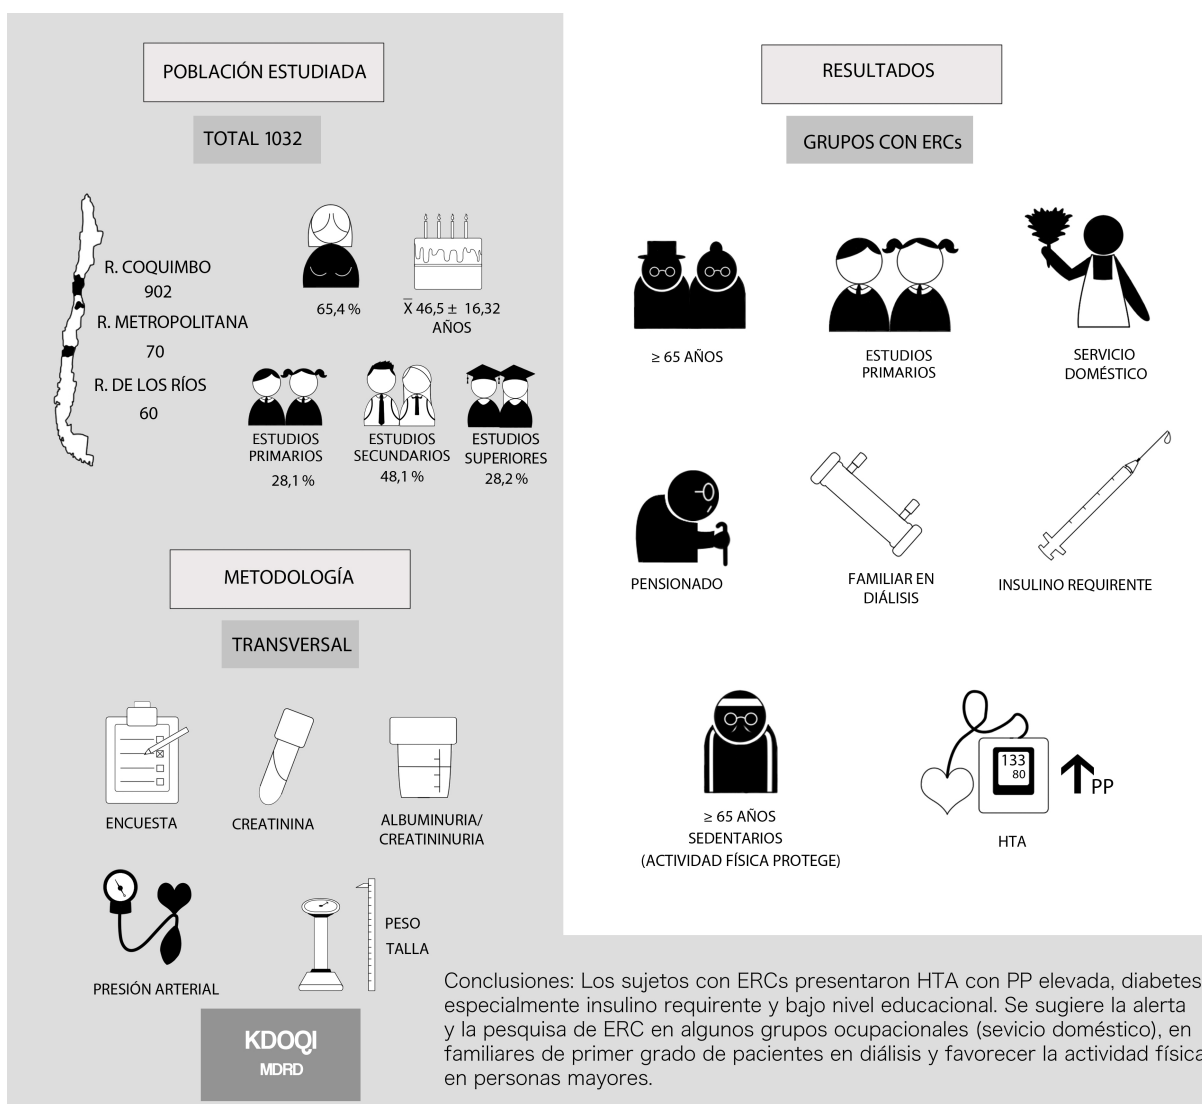 POBLACIÓN ESTUDIADA
TOTAL 1032
R. COQUIMBO
902
R. METROPOLITANA
70
R. DE LOS RÍOS
60
65,4 %
X̅ 46,5 ± 16,32
AÑOS
ESTUDIOS
PRIMARIOS
28,1 %
ESTUDIOS
SECUNDARIOS
48,1 %
ESTUDIOS
SUPERIORES
28,2 %
METODOLOGÍA
TRANSVERSAL
ENCUESTA
CREATININA
ALBUMINURIA/
CREATININURIA
PRESIÓN ARTERIAL
PESO
TALLA
KDOQI
MDRD
RESULTADOS
GRUPOS CON ERCs
≥ 65 AÑOS
ESTUDIOS
PRIMARIOS
SERVICIO
DOMÉSTICO
PENSIONADO
FAMILIAR EN
DIÁLISIS
INSULINO REQUIRENTE
≥ 65 AÑOS
SEDENTARIOS
(ACTIVIDAD FÍSICA PROTEGE)
133
80
PP
HTA
Conclusiones: Los sujetos con ERCs presentaron HTA con PP elevada, diabetes
especialmente insulino requirente y bajo nivel educacional. Se sugiere la alerta
y la pesquisa de ERC en algunos grupos ocupacionales (sevicio doméstico), en
familiares de primer grado de pacientes en diálisis y favorecer la actividad física
en personas mayores.